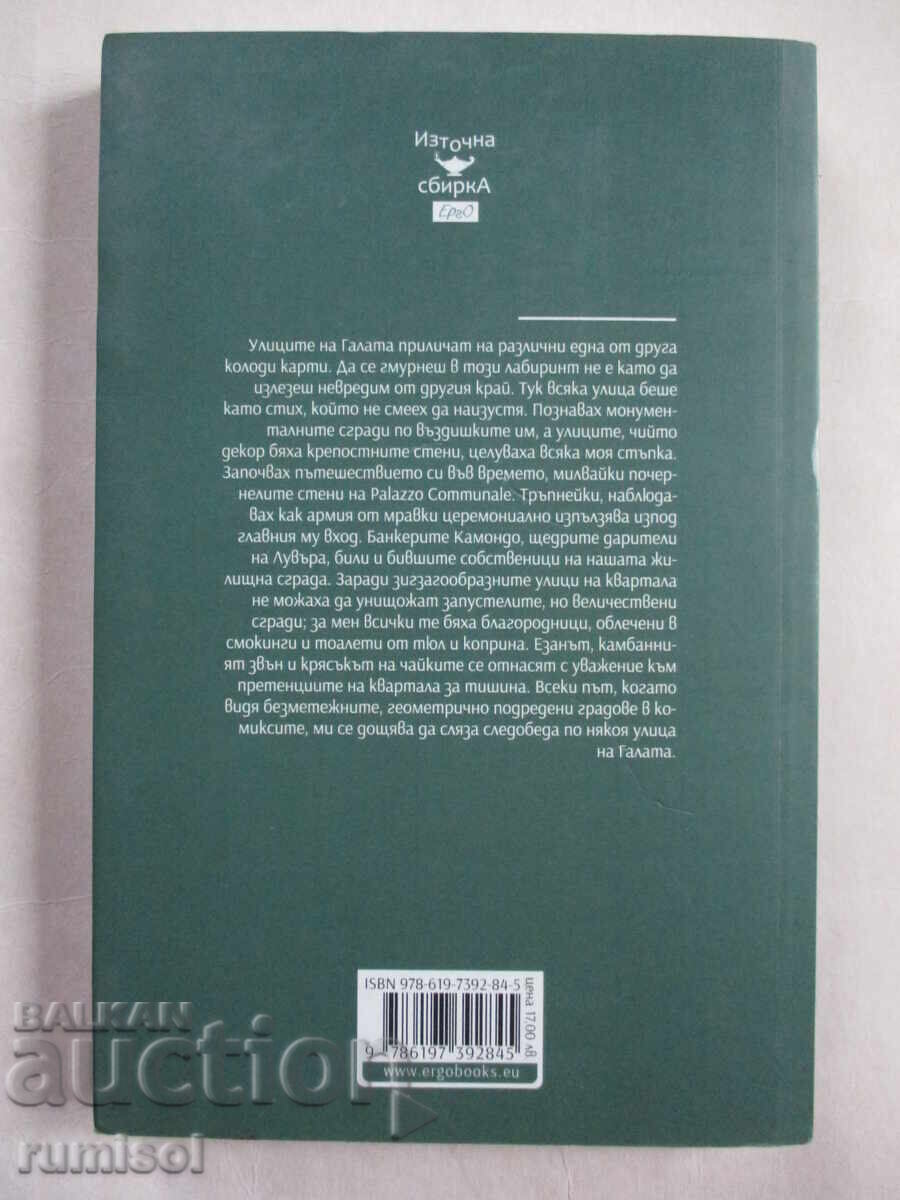 Източна
сбиркА
ЕргО
Улиците на Галата приличат на различни една от друга
колоди карти. Да се гмурнеш в този лабиринт не е като да
излезеш невредим от другия край. Тук всяка улица беше
като стих, който не смеех да наизустя. Познавах монумен-
талните сгради по въздишките им, а улиците, чийто
декор бяха крепостните стени, целуваха всяка моя стъпка.
Започвах пътешествието си във времето, милвайки почер-
нелите стени на Palazzo Communale. Тръпнейки, наблюда-
вах как армия от мравки церемониално изпълзява изпод
главния му вход. Банкерите Камондо, щедрите дарители
на Лувъра, били и бившите собственици на нашата жи-
лищна сграда. Заради зигзагообразните улици на квартала
не можаха да унищожат запустелите, но величествени
сгради; за мен всички те бяха благородници, облечени в
смокинги и тоалети от тюл и коприна. Езанът, камбанни-
ят звън и крясъкът на чайките се отнасят с уважение към
претенциите на квартала за тишина. Всеки път, когато
видя безметежните, геометрично подредени градове в ко-
миксите, ми се дощява да сляза следобеда по някоя улица
на Галата.
ISBN 978-619-7392-84-5
цена 17.00 лв
9 786197 392845
www.ergobooks.eu
BALKAN
auction
rumisol